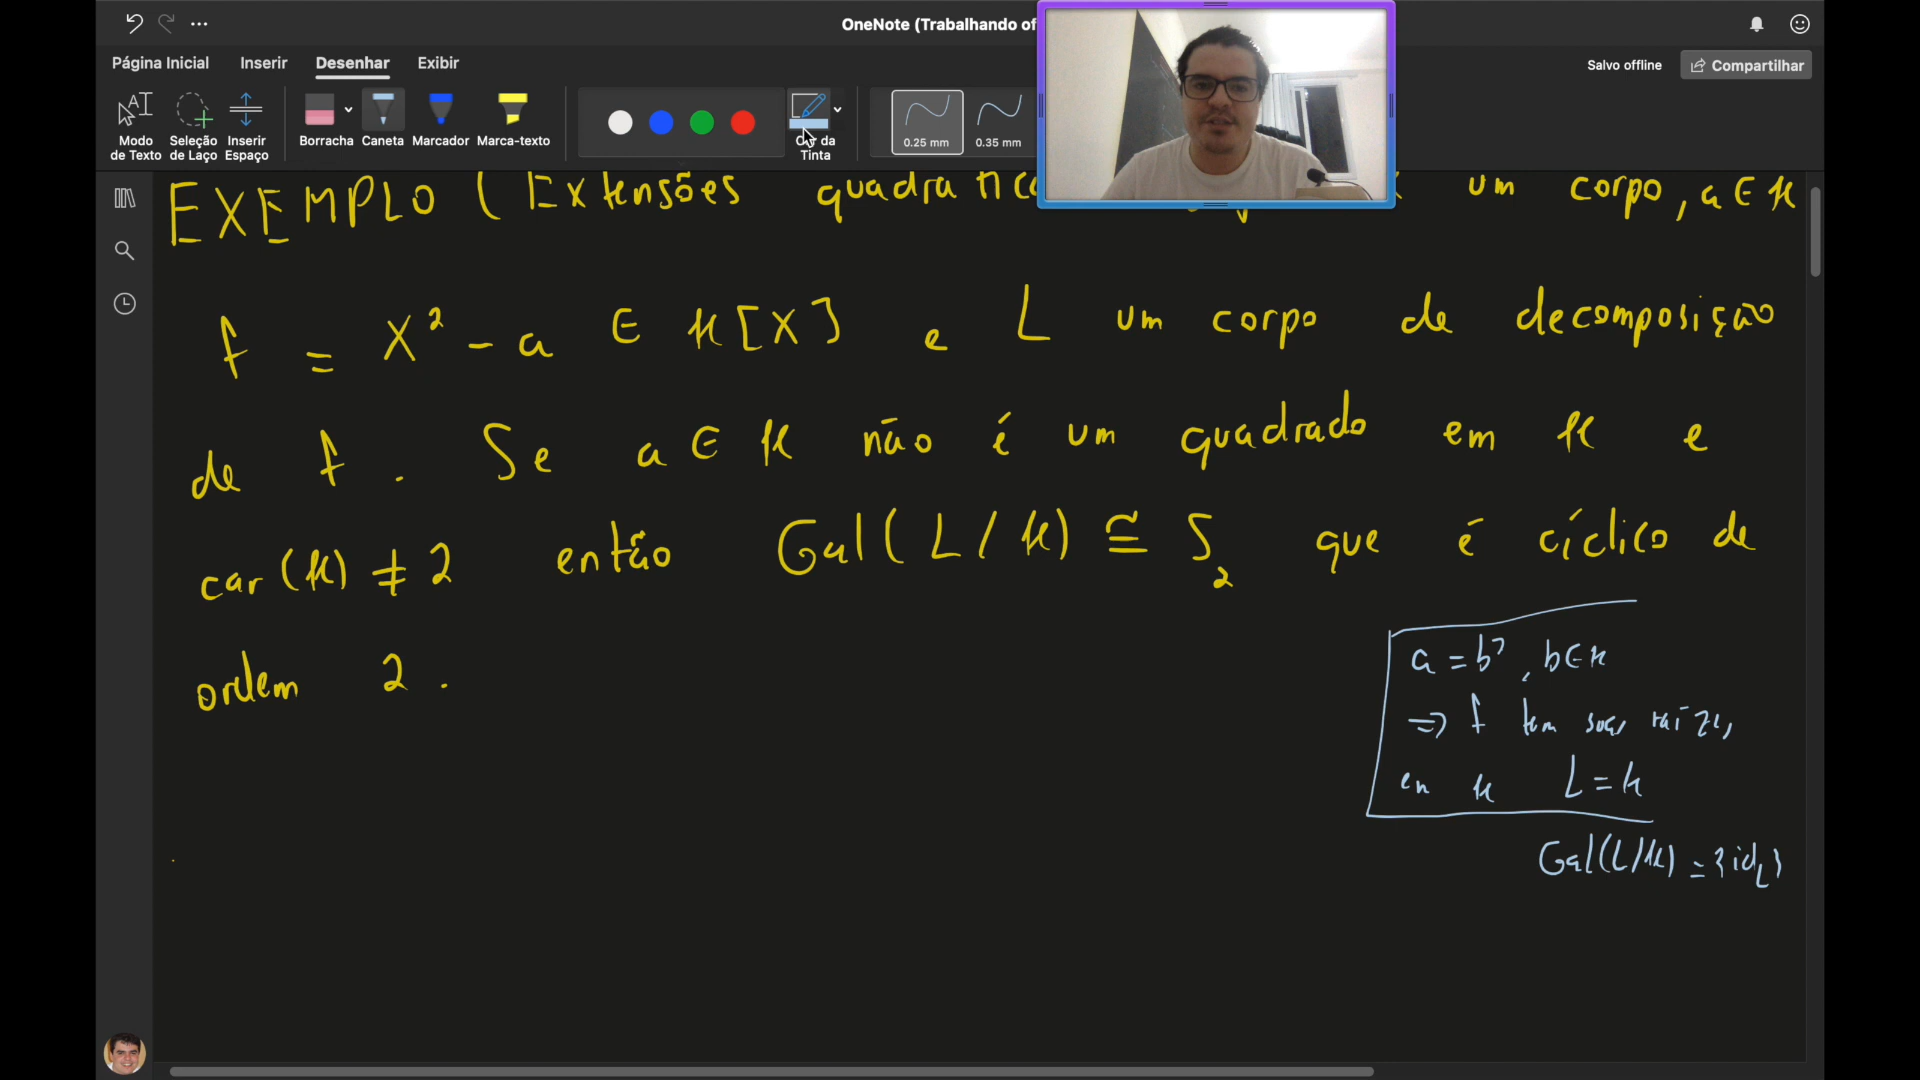 OneNote (Trabalhando of
Página Inicial Inserir Desenhar Exibir
Salvo offline Compartilhar
Modo de Texto
Seleção de Laço
Inserir Espaço
Borracha
Caneta
Marcador
Marca-texto
Cor da Tinta
0.25 mm
0.35 mm
EXEMPLO ( Extensões um corpo, a ∈ K
f = X² - a ∈ K[X] e L um corpo de decomposição
de f . Se a ∈ K não é um quadrado em K e
car(K) ≠ 2 então Gal(L/K) ≅ S₂ que é cíclico de
ordem 2 .
a = b², b ∈ K
⇒ f tem suas raízes
em K L = K
Gal(L/K) = {id_L}